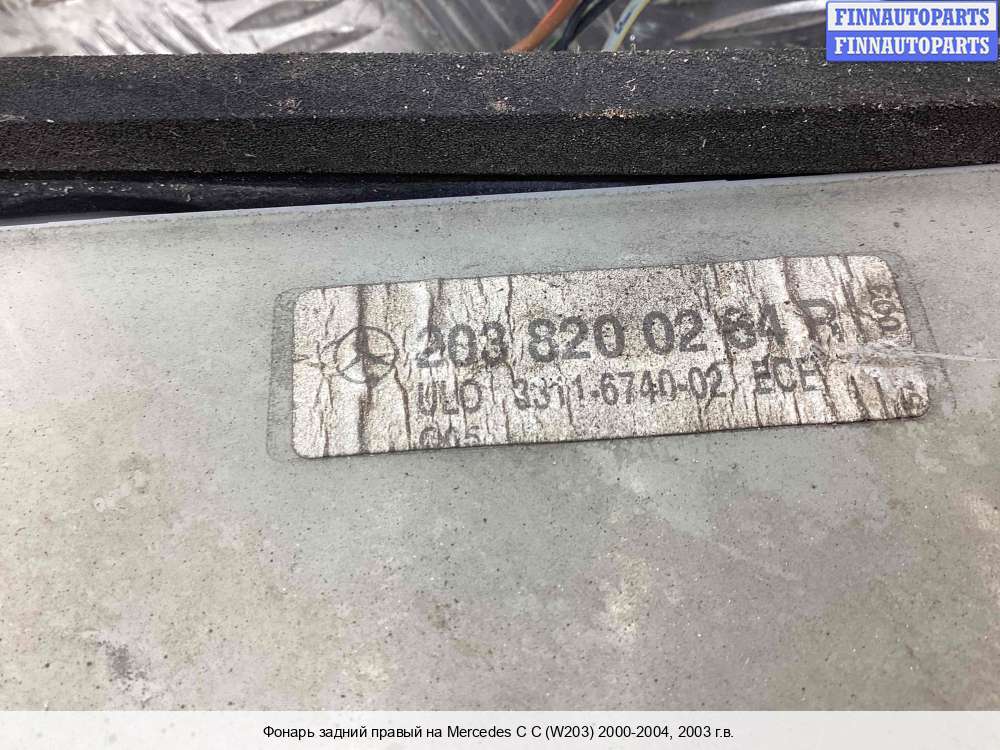 FINNAUTOPARTS
FINNAUTOPARTS
203 820 02 64 R
ULO 3311-6740-02 ECE
Фонарь задний правый на Mercedes C C (W203) 2000-2004, 2003 г.в.